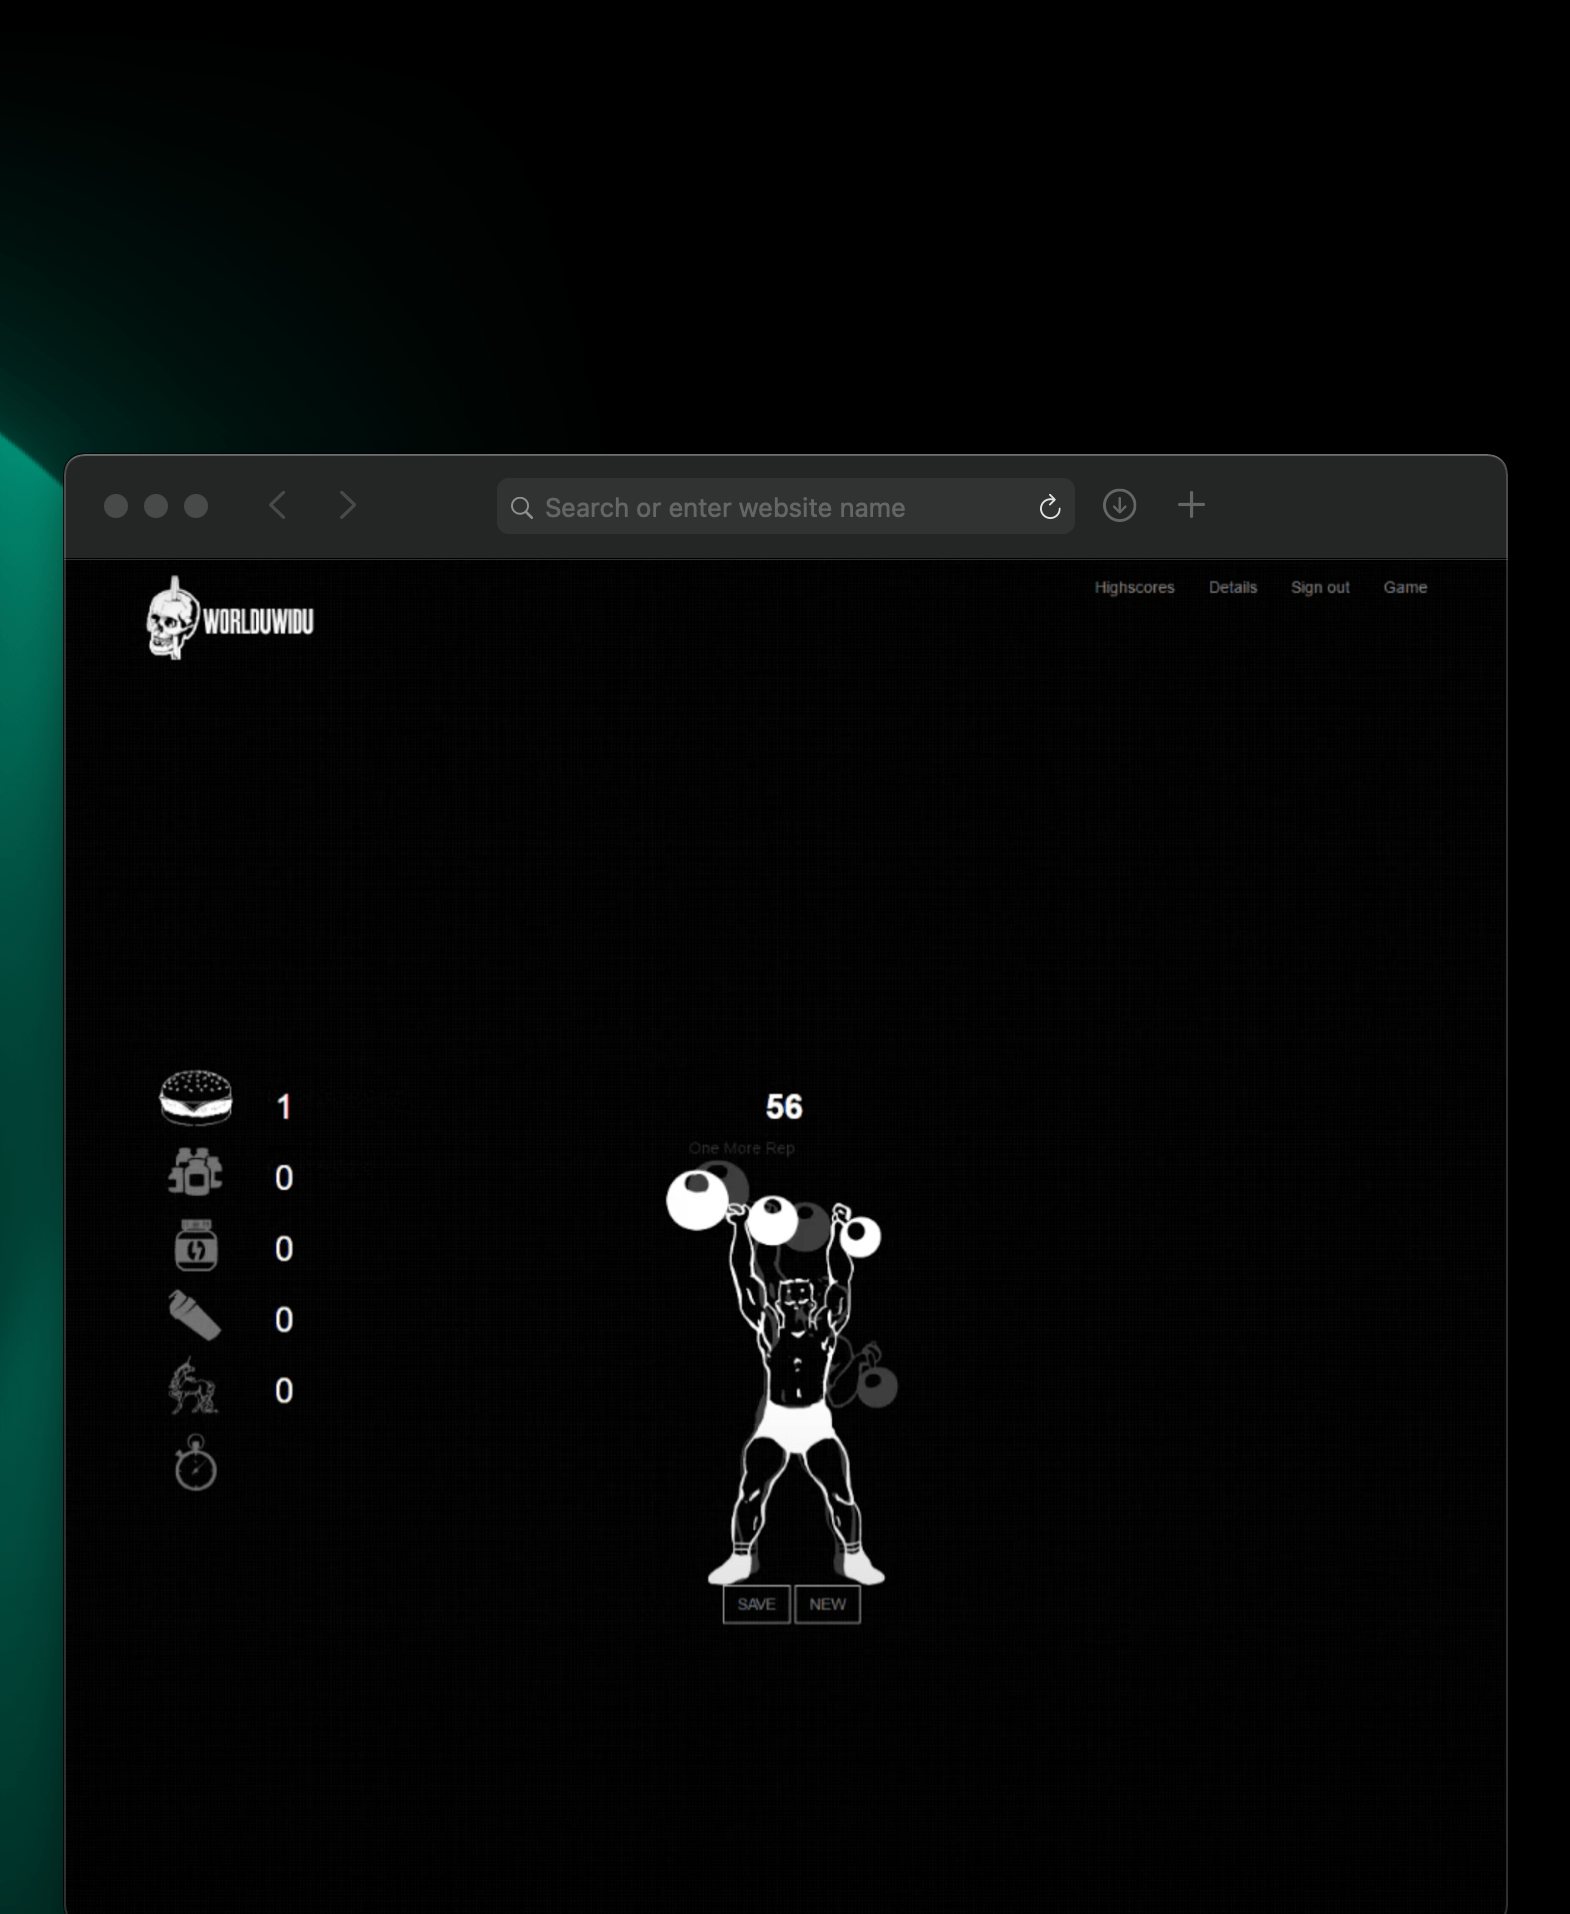 Search or enter website name
Highscores Details Sign out Game
WORLDUWIDU
1
56
One More Rep
0
0
0
0
SAVE NEW